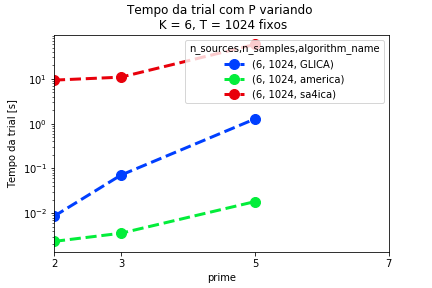 Tempo da trial com P variando
K = 6, T = 1024 fixos
n_sources,n_samples,algorithm_name
(6, 1024, GLICA)
(6, 1024, america)
(6, 1024, sa4ica)
Tempo da trial [s]
10¹
10⁰
10⁻¹
10⁻²
2 3 5 7
prime